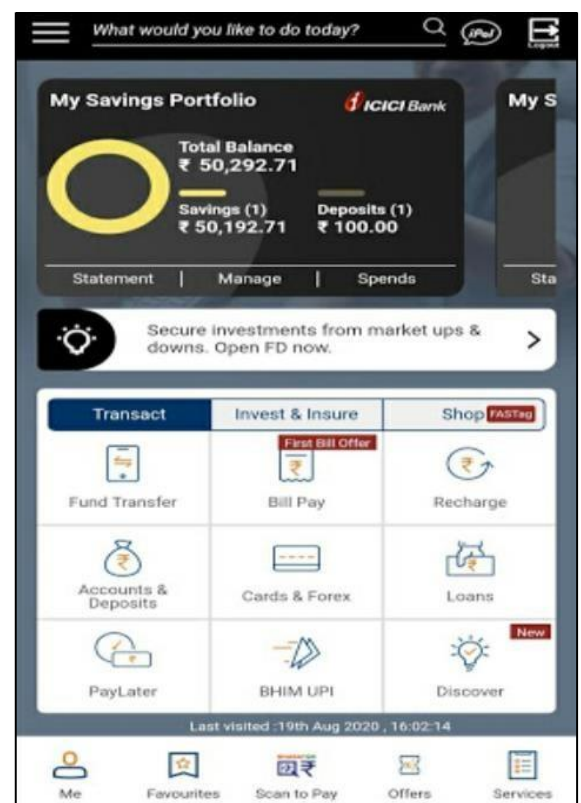 What would you like to do today?
iPal
Logout
My Savings Portfolio
ICICI Bank
My S
Total Balance
₹ 50,292.71
Savings (1) Deposits (1)
₹ 50,192.71 ₹ 100.00
Statement | Manage | Spends
Sta
Secure investments from market ups &
downs. Open FD now.
Transact Invest & Insure Shop FASTag
First Bill Offer
Fund Transfer Bill Pay Recharge
Accounts &
Deposits
Cards & Forex Loans
New
PayLater BHIM UPI Discover
Last visited :19th Aug 2020 , 16:02:14
Me Favourites Scan to Pay Offers Services